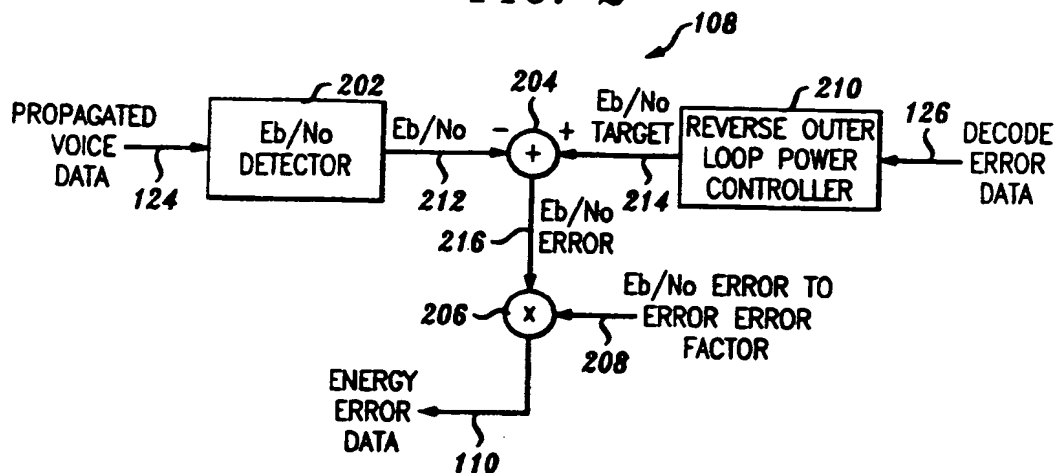 FIG. 2
108
202
204
210
PROPAGATED
VOICE
DATA
124
Eb/No
DETECTOR
Eb/No
212
-
+
+
Eb/No
TARGET
214
REVERSE OUTER
LOOP POWER
CONTROLLER
126
DECODE
ERROR
DATA
216
Eb/No
ERROR
206
x
Eb/No ERROR TO
ERROR ERROR
FACTOR
208
ENERGY
ERROR
DATA
110